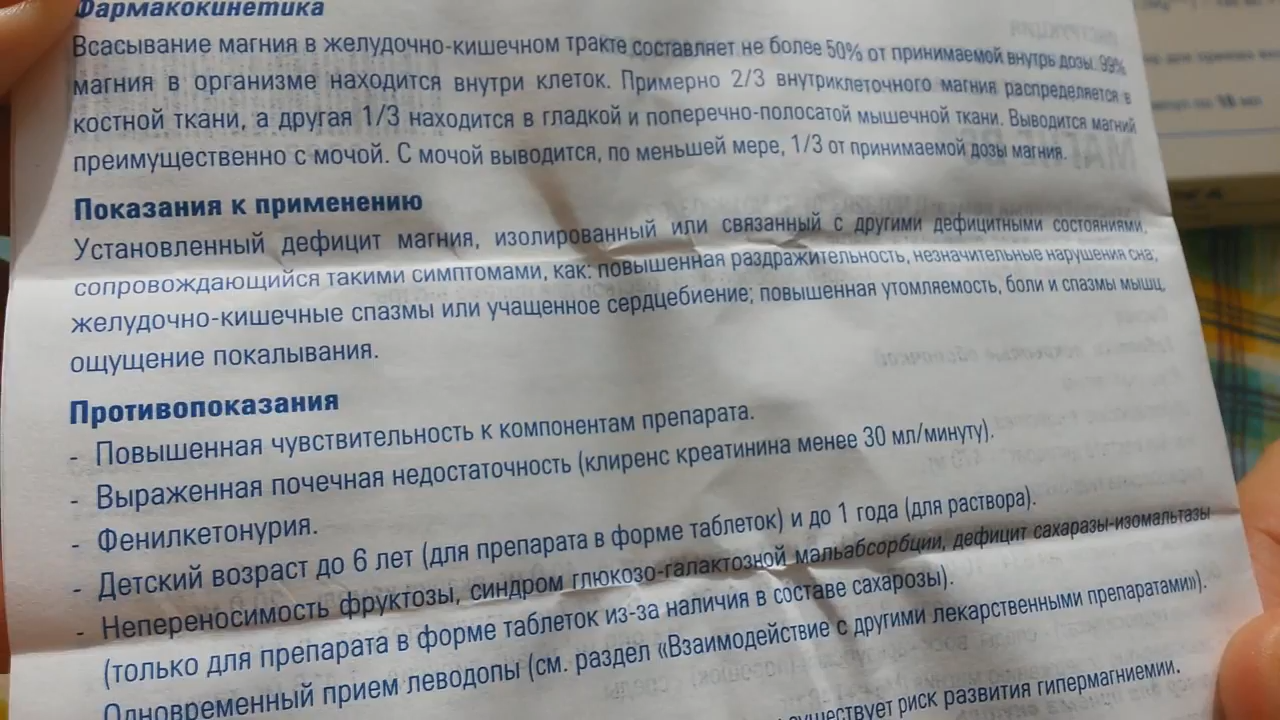 Фармакокинетика
Всасывание магния в желудочно-кишечном тракте составляет не более 50% от принимаемой внутрь дозы. 99%
магния в организме находится внутри клеток. Примерно 2/3 внутриклеточного магния распределяется в
костной ткани, а другая 1/3 находится в гладкой и поперечно-полосатой мышечной ткани. Выводится магний
преимущественно с мочой. С мочой выводится, по меньшей мере, 1/3 от принимаемой дозы магния.
Показания к применению
Установленный дефицит магния, изолированный или связанный с другими дефицитными состояниями,
сопровождающийся такими симптомами, как: повышенная раздражительность, незначительные нарушения сна;
желудочно-кишечные спазмы или учащенное сердцебиение; повышенная утомляемость, боли и спазмы мышц,
ощущение покалывания.
Противопоказания
- Повышенная чувствительность к компонентам препарата.
- Выраженная почечная недостаточность (клиренс креатинина менее 30 мл/минуту).
- Фенилкетонурия.
- Детский возраст до 6 лет (для препарата в форме таблеток) и до 1 года (для раствора).
- Непереносимость фруктозы, синдром глюкозо-галактозной мальабсорбции, дефицит сахаразы-изомальтазы
(только для препарата в форме таблеток из-за наличия в составе сахарозы).
Одновременный прием леводопы (см. раздел «Взаимодействие с другими лекарственными препаратами»).
существует риск развития гипермагниемии.